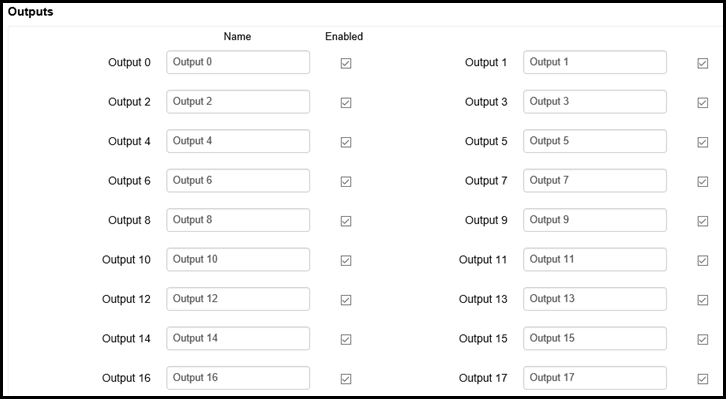 Outputs
Name Enabled
Output 0 Output 0 Output 1 Output 1
Output 2 Output 2 Output 3 Output 3
Output 4 Output 4 Output 5 Output 5
Output 6 Output 6 Output 7 Output 7
Output 8 Output 8 Output 9 Output 9
Output 10 Output 10 Output 11 Output 11
Output 12 Output 12 Output 13 Output 13
Output 14 Output 14 Output 15 Output 15
Output 16 Output 16 Output 17 Output 17